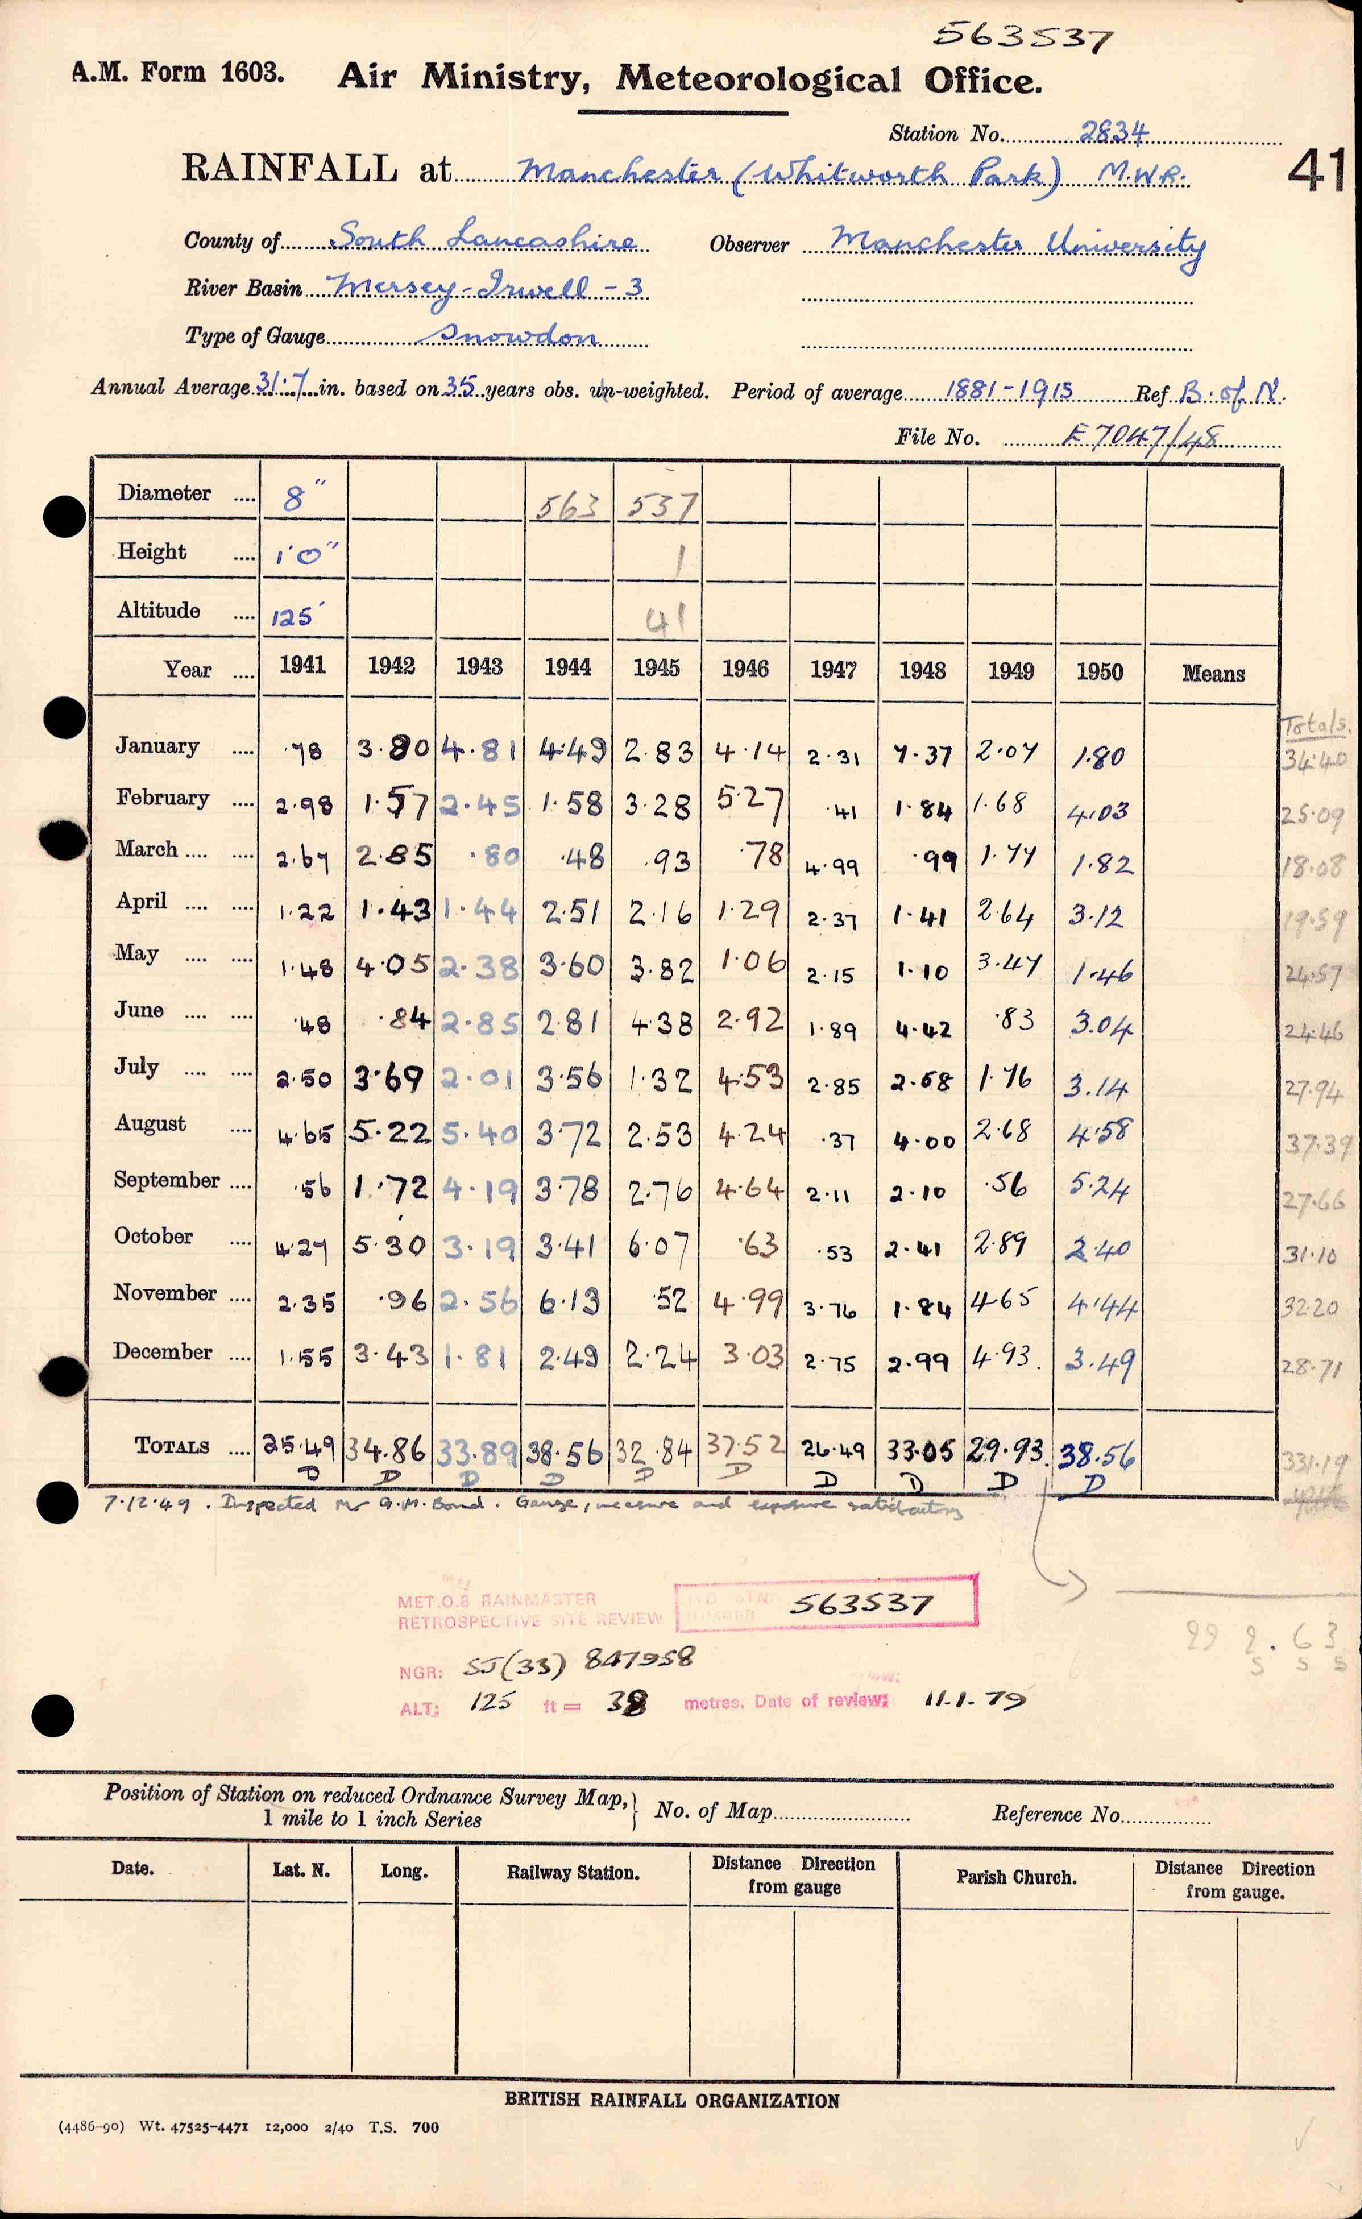 563537
A.M. Form 1603. Air Ministry, Meteorological Office.
Station No. 2834
41
RAINFALL at Manchester (Whitworth Park) M.W.R.
County of South Lancashire Observer Manchester University
River Basin Mersey-Irwell - 3
Type of Gauge Snowdon
Annual Average 31.7 in. based on 35 years obs. un-weighted. Period of average 1881-1915 Ref B. of N.
File No. E 7047/48
Diameter .... 8" 563 537
Height .... 1'0" 1
Altitude .... 125' 41
Year .... 1941 1942 1943 1944 1945 1946 1947 1948 1949 1950 Means
Totals.
January .... .78 3.80 4.81 4.49 2.83 4.14 2.31 7.37 2.07 1.80 34.40
February .... 2.98 1.57 2.45 1.58 3.28 5.27 .41 1.84 1.68 4.03 25.09
March .... .... 2.67 2.85 .80 .48 .93 .78 4.99 .99 1.77 1.82 18.08
April .... .... 1.22 1.43 1.44 2.51 2.16 1.29 2.37 1.41 2.64 3.12 19.59
May .... .... 1.48 4.05 2.38 3.60 3.82 1.06 2.15 1.10 3.47 1.46 24.57
June .... .... .48 .84 2.85 2.81 4.38 2.92 1.89 4.42 .83 3.04 24.46
July .... .... 2.50 3.69 2.01 3.56 1.32 4.53 2.85 2.58 1.76 3.14 27.94
August .... 4.65 5.22 5.40 3.72 2.53 4.24 .37 4.00 2.68 4.58 37.39
September .... .56 1.72 4.19 3.78 2.76 4.64 2.11 2.10 .56 5.24 27.66
October .... 4.27 5.30 3.19 3.41 6.07 .63 .53 2.41 2.89 2.40 31.10
November .... 2.35 .96 2.56 6.13 .52 4.99 3.76 1.84 4.65 4.44 32.20
December .... 1.55 3.43 1.81 2.49 2.24 3.03 2.75 2.99 4.93 3.49 28.71
TOTALS .... 25.49 34.86 33.89 38.56 32.84 37.52 26.49 33.05 29.93 38.56 331.19
D D D D D D D D D D
7.12.49. Inspected Mr G.M. Bond. Gauge, measure and exposure satisfactory
MET.O.8 RAINMASTER
RETROSPECTIVE SITE REVIEW 563537
NGR: SJ(33) 847958
ALT: 125 ft = 38 metres. Date of review: 11-1-79
Position of Station on reduced Ordnance Survey Map, 1 mile to 1 inch Series No. of Map Reference No.
Date. Lat. N. Long. Railway Station. Distance Direction from gauge Parish Church. Distance Direction from gauge.
BRITISH RAINFALL ORGANIZATION
(4486-90) Wt. 47525-4471 12,000 2/40 T.S. 700